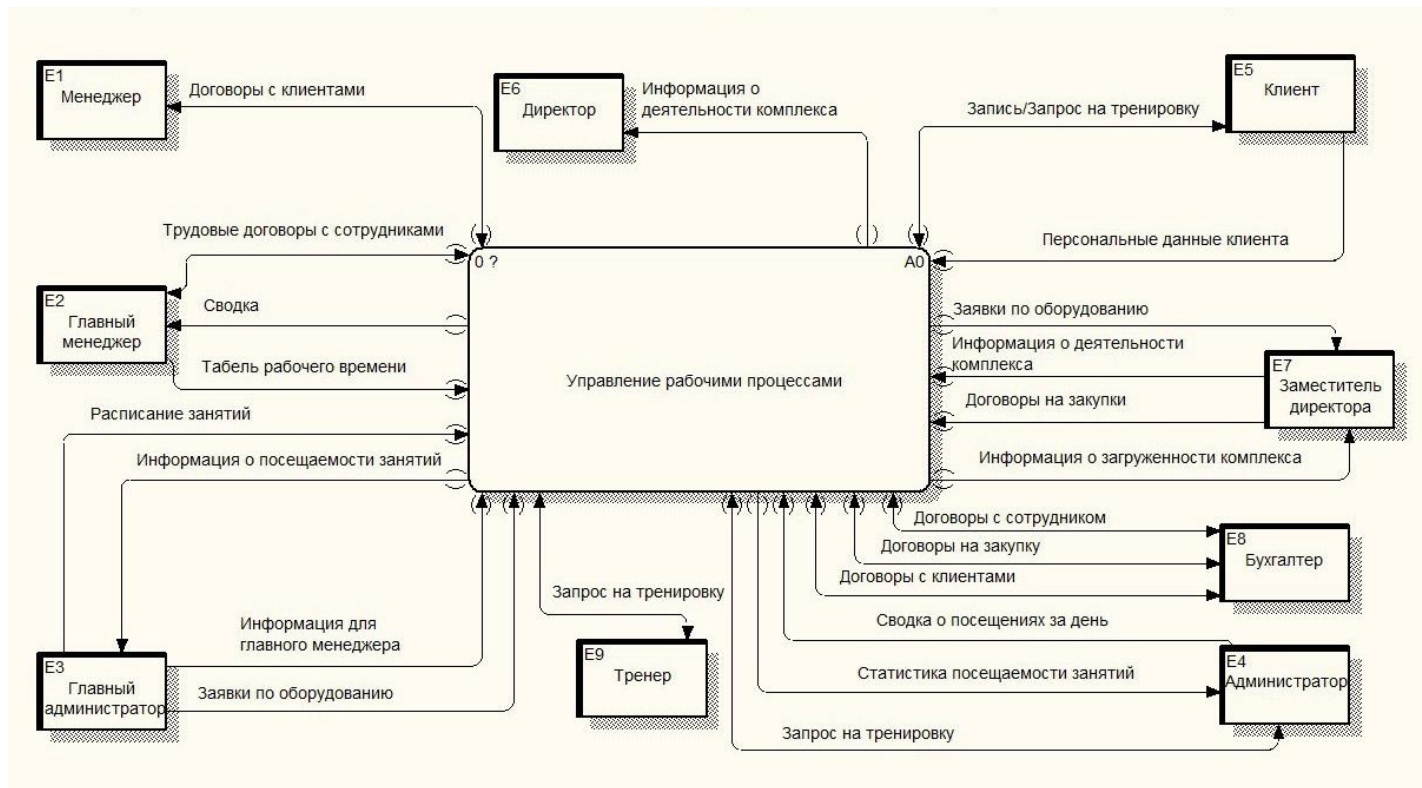 E1
Менеджер
Договоры с клиентами
E6
Директор
Информация о
деятельности комплекса
E5
Клиент
Запись/Запрос на тренировку
Трудовые договоры с сотрудниками
Персональные данные клиента
0 ?
A0
Управление рабочими процессами
E2
Главный
менеджер
Сводка
Табель рабочего времени
Расписание занятий
Информация о посещаемости занятий
Заявки по оборудованию
Информация о деятельности
комплекса
E7
Заместитель
директора
Договоры на закупки
Информация о загруженности комплекса
Договоры с сотрудником
Договоры на закупку
Договоры с клиентами
E8
Бухгалтер
Запрос на тренировку
E9
Тренер
Информация для
главного менеджера
E3
Главный
администратор
Заявки по оборудованию
Сводка о посещениях за день
E4
Администратор
Статистика посещаемости занятий
Запрос на тренировку